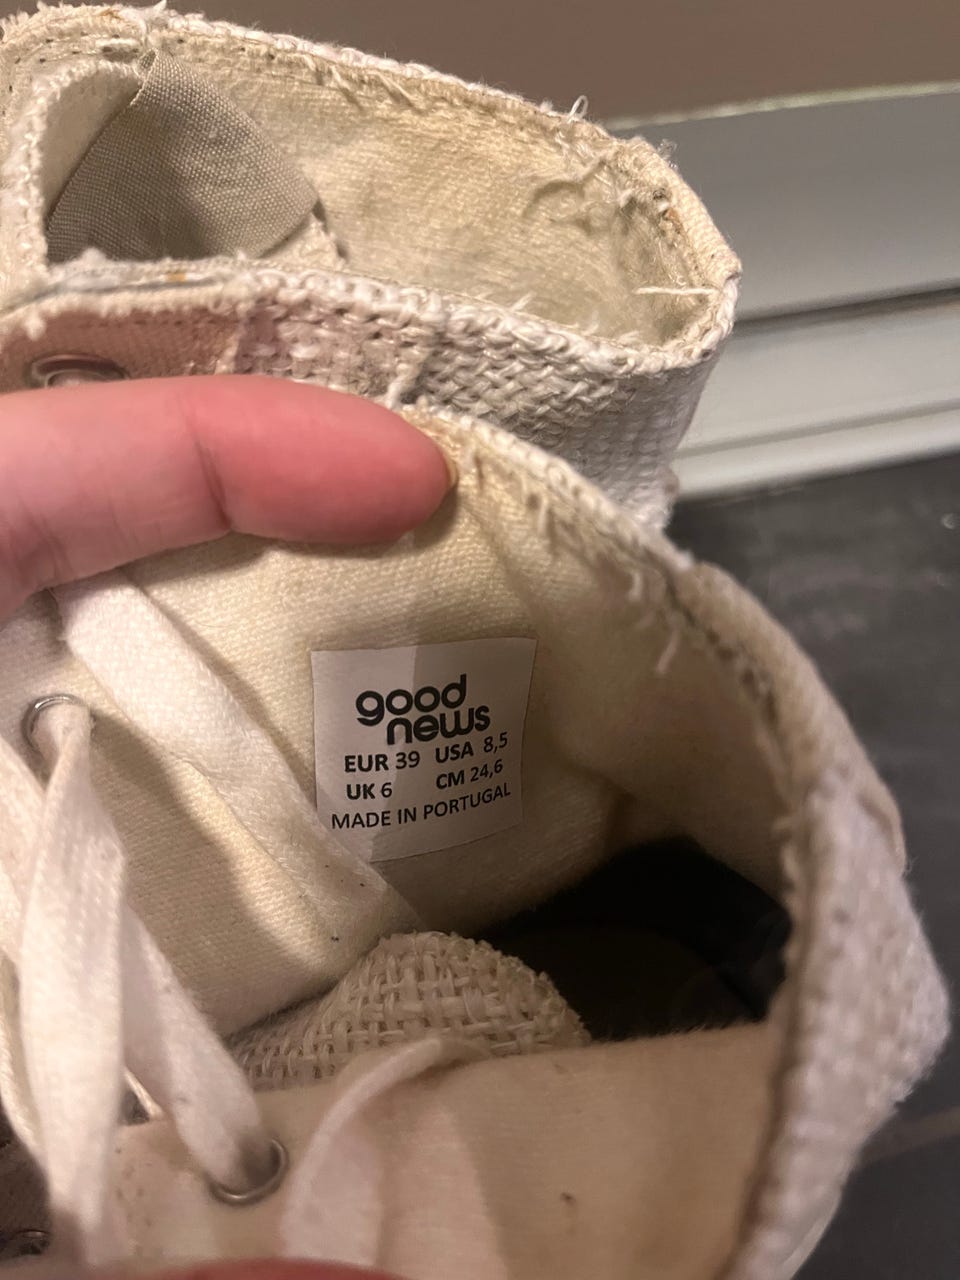 good
news
EUR 39 USA 8,5
UK 6 CM 24,6
MADE IN PORTUGAL